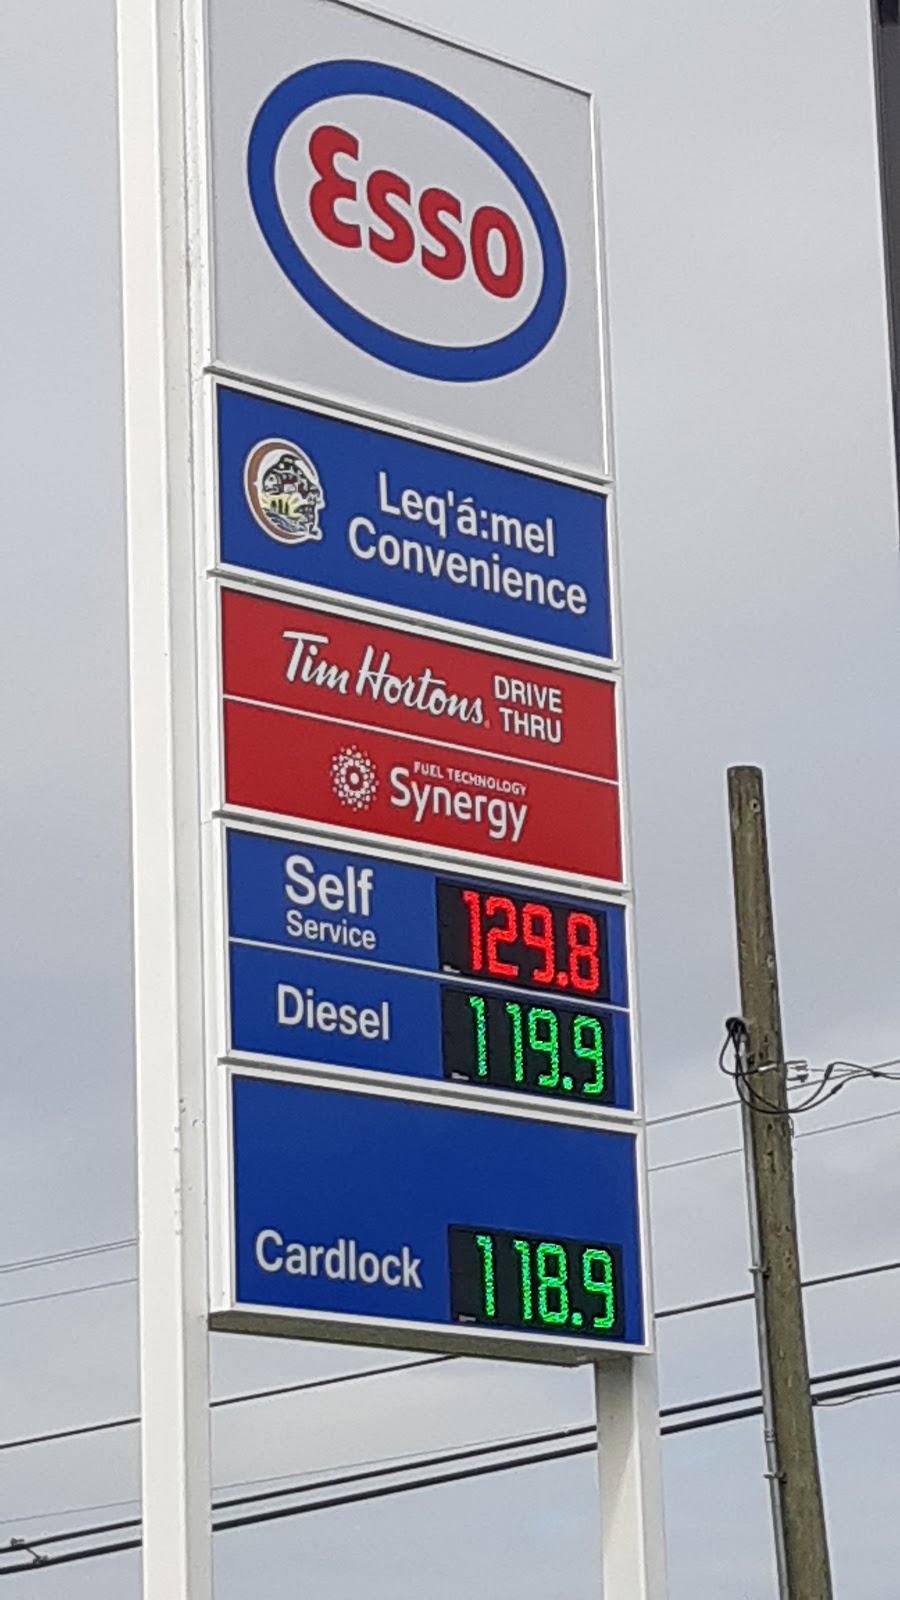 Esso
Leq'á:mel
Convenience
Tim Hortons. DRIVE THRU
FUEL TECHNOLOGY
Synergy
Self
Service
129.8
Diesel
119.9
Cardlock
118.9